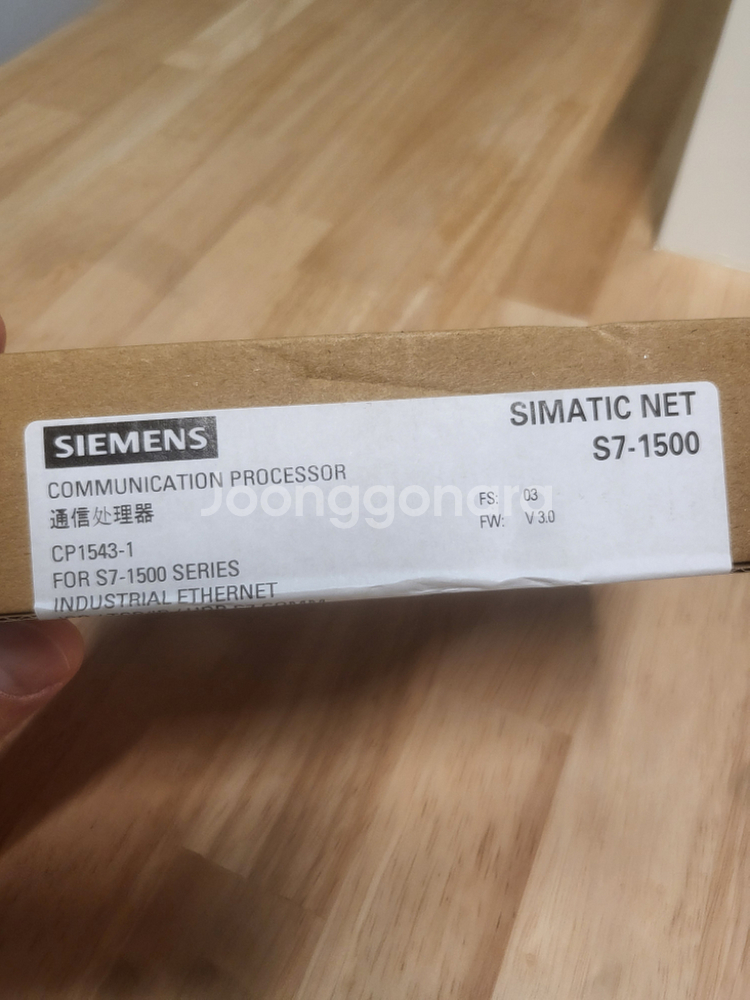 SIEMENS
SIMATIC NET
S7-1500
COMMUNICATION PROCESSOR
通信处理器
FS: 03
FW: V 3.0
CP1543-1
FOR S7-1500 SERIES
INDUSTRIAL ETHERNET
Joonggonara